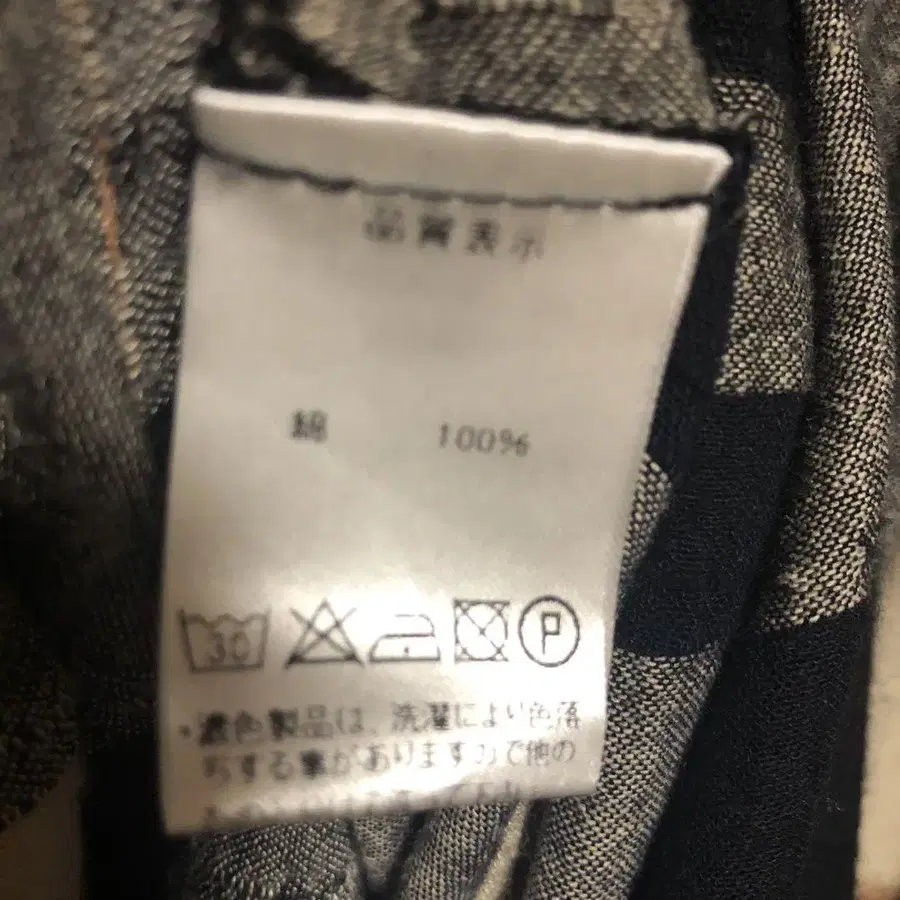 品質表示
綿 100%
30
P
・濃色製品は、洗濯により色落
ちする事がありますので他の